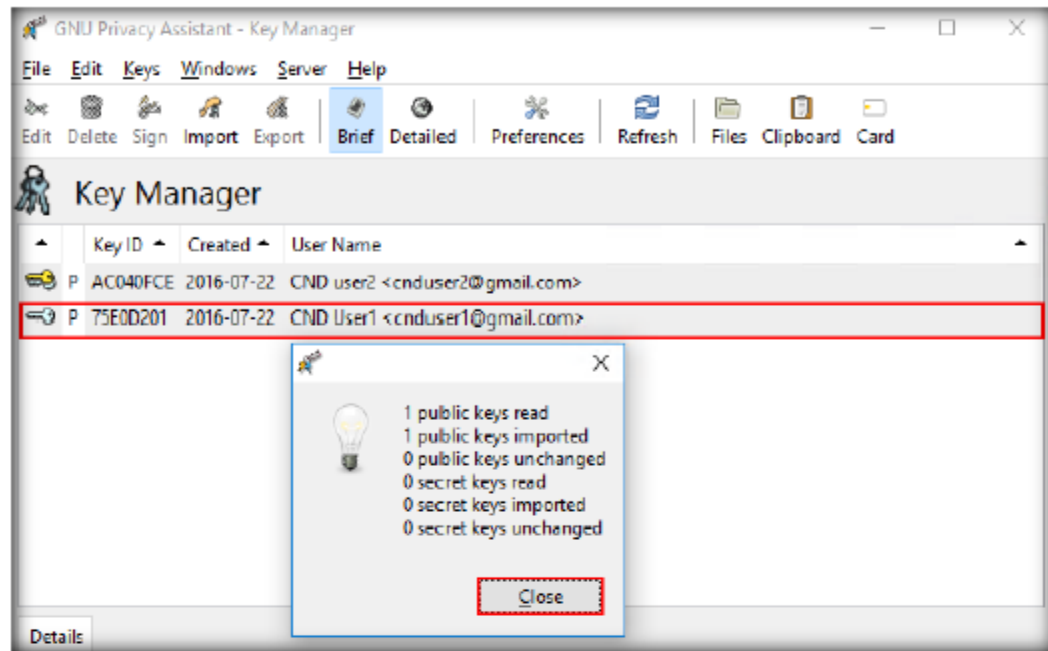 GNU Privacy Assistant - Key Manager
File Edit Keys Windows Server Help
Edit Delete Sign Import Export Brief Detailed Preferences Refresh Files Clipboard Card
Key Manager
Key ID Created User Name
P AC040FCE 2016-07-22 CND user2 <cnduser2@gmail.com>
P 75E0D201 2016-07-22 CND User1 <cnduser1@gmail.com>
1 public keys read
1 public keys imported
0 public keys unchanged
0 secret keys read
0 secret keys imported
0 secret keys unchanged
Close
Details